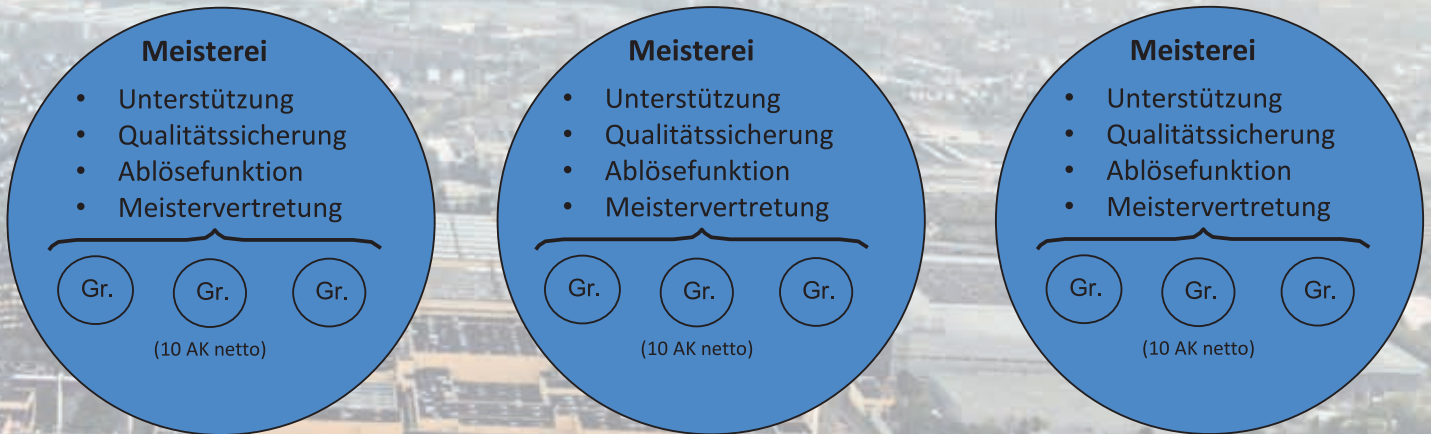 Meisterei
• Unterstützung
• Qualitätssicherung
• Ablösefunktion
• Meistervertretung
Gr. Gr. Gr.
(10 AK netto)
Meisterei
• Unterstützung
• Qualitätssicherung
• Ablösefunktion
• Meistervertretung
Gr. Gr. Gr.
(10 AK netto)
Meisterei
• Unterstützung
• Qualitätssicherung
• Ablösefunktion
• Meistervertretung
Gr. Gr. Gr.
(10 AK netto)